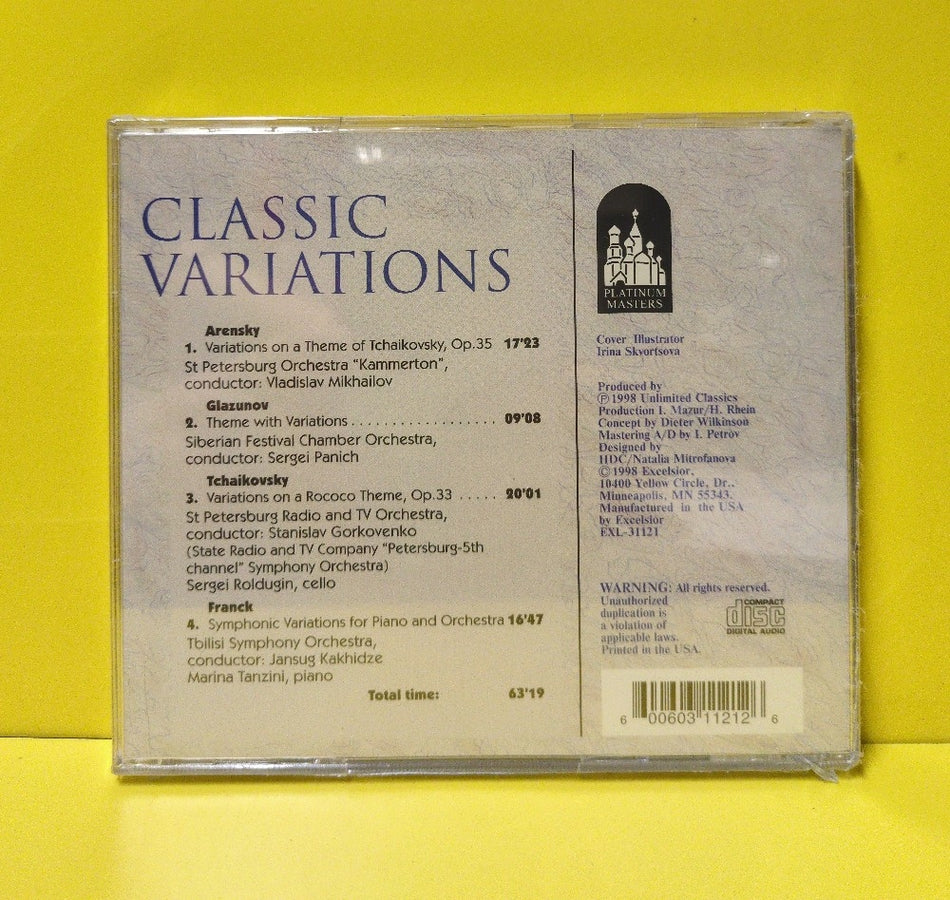 CLASSIC
VARIATIONS
Arensky
1. Variations on a Theme of Tchaikovsky, Op.35 17'23
St Petersburg Orchestra "Kammerton",
conductor: Vladislav Mikhailov
Glazunov
2. Theme with Variations . . . . . . . . . . . . . . . . . . . 09'08
Siberian Festival Chamber Orchestra,
conductor: Sergei Panich
Tchaikovsky
3. Variations on a Rococo Theme, Op.33 . . . . . 20'01
St Petersburg Radio and TV Orchestra,
conductor: Stanislav Gorkovenko
(State Radio and TV Company "Petersburg-5th
channel" Symphony Orchestra)
Sergei Roldugin, cello
Franck
4. Symphonic Variations for Piano and Orchestra 16'47
Tbilisi Symphony Orchestra,
conductor: Jansug Kakhidze
Marina Tanzini, piano
Total time: 63'19
PLATINUM
MASTERS
Cover Illustrator
Irina Skvortsova
Produced by
℗ 1998 Unlimited Classics
Production I. Mazur/H. Rhein
Concept by Dieter Wilkinson
Mastering A/D by I. Petrov
Designed by
HDC/Natalia Mitrofanova
© 1998 Excelsior,
10400 Yellow Circle, Dr.,
Minneapolis, MN 55343.
Manufactured in the USA
by Excelsior
EXL-31121
WARNING: All rights reserved.
Unauthorized
duplication is
a violation of
applicable laws.
Printed in the USA.
COMPACT
disc
DIGITAL AUDIO
6 00603 11212 6